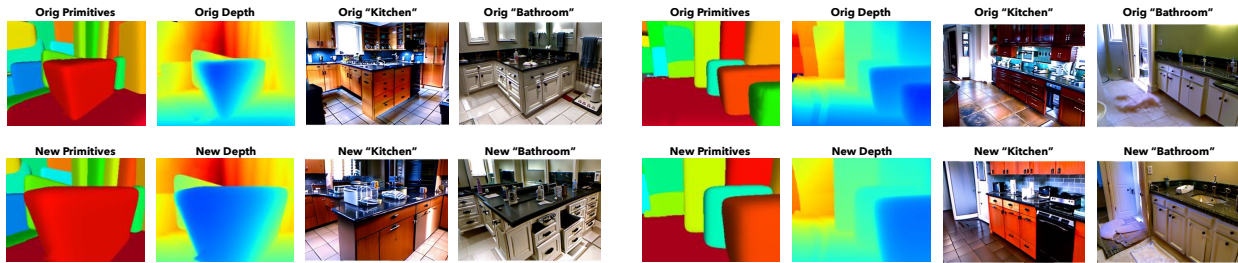 Orig Primitives Orig Depth Orig “Kitchen” Orig “Bathroom” Orig Primitives Orig Depth Orig “Kitchen” Orig “Bathroom”
New Primitives New Depth New “Kitchen” New “Bathroom” New Primitives New Depth New “Kitchen” New “Bathroom”